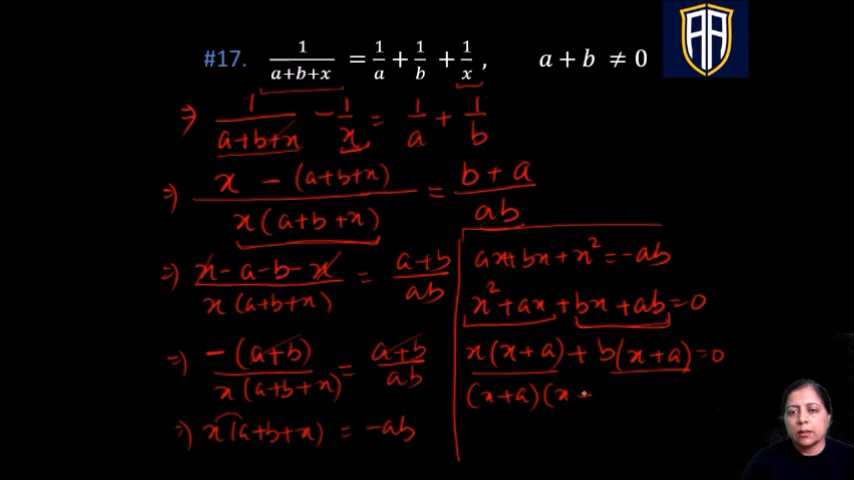 #17. 1/(a+b+x) = 1/a + 1/b + 1/x, a + b ≠ 0
AA
⇒ 1/(a+b+x) - 1/x = 1/a + 1/b
⇒ (x - (a+b+x))/(x(a+b+x)) = (b+a)/(ab)
⇒ (x-a-b-x)/(x(a+b+x)) = (a+b)/(ab)
⇒ -(a+b)/(x(a+b+x)) = (a+b)/(ab)
⇒ x(a+b+x) = -ab
ax+bx+x² = -ab
x²+ax+bx+ab=0
x(x+a)+b(x+a)=0
(x+a)(x